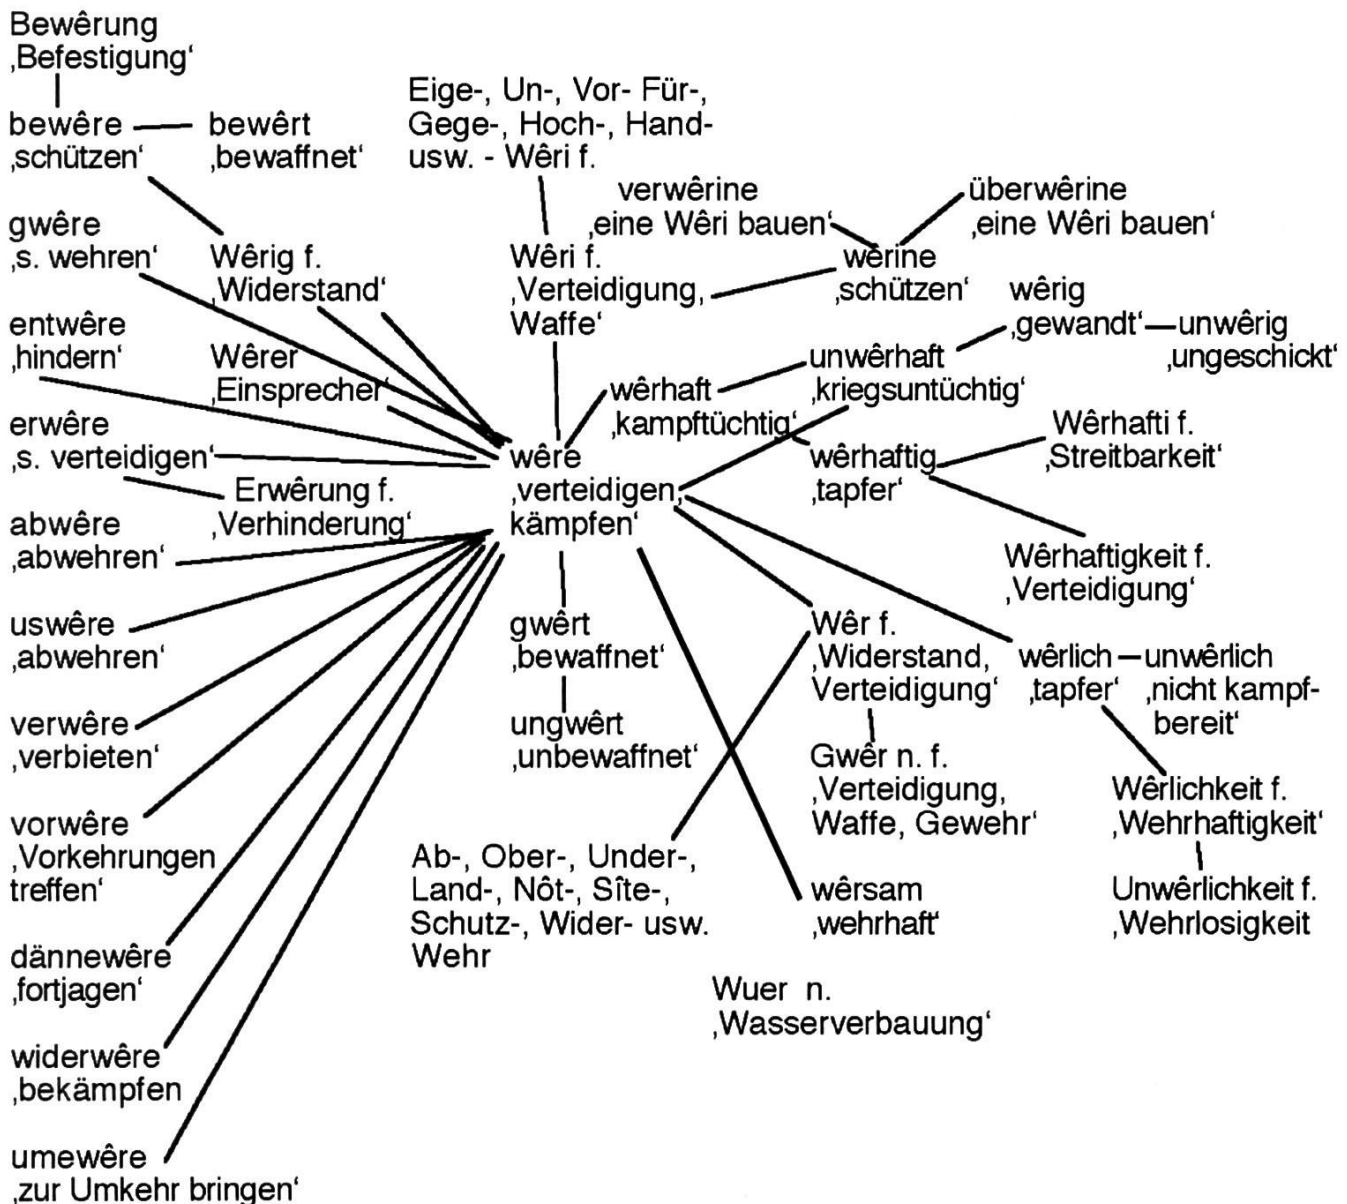 Bewêrung
‚Befestigung‘
bewêre
‚schützen‘
bewêrt
‚bewaffnet‘
Eige-, Un-, Vor- Für-,
Gege-, Hoch-, Hand-
usw. - Wêri f.
verwêrine
‚eine Wêri bauen‘
überwêrine
‚eine Wêri bauen‘
gwêre
‚s. wehren‘
Wêrig f.
‚Widerstand‘
Wêri f.
‚Verteidigung,
Waffe‘
wêrine
‚schützen‘
wêrig
‚gewandt‘
unwêrig
‚ungeschickt‘
entwêre
‚hindern‘
Wêrer
‚Einsprecher‘
wêrhaft
‚kampftüchtig‘
unwêrhaft
‚kriegsuntüchtig‘
erwêre
‚s. verteidigen‘
Erwêrung f.
‚Verhinderung‘
wêre
‚verteidigen,
kämpfen‘
wêrhaftig
‚tapfer‘
Wêrhafti f.
‚Streitbarkeit‘
Wêrhaftigkeit f.
‚Verteidigung‘
abwêre
‚abwehren‘
uswêre
‚abwehren‘
gwêrt
‚bewaffnet‘
ungwêrt
‚unbewaffnet‘
Wêr f.
‚Widerstand,
Verteidigung‘
wêrlich
‚tapfer‘
unwêrlich
‚nicht kampf-
bereit‘
verwêre
‚verbieten‘
Gwêr n. f.
‚Verteidigung,
Waffe, Gewehr‘
Wêrlichkeit f.
‚Wehrhaftigkeit‘
vorwêre
‚Vorkehrungen
treffen‘
Ab-, Ober-, Under-,
Land-, Nôt-, Sîte-,
Schutz-, Wider- usw.
Wehr
wêrsam
‚wehrhaft‘
Unwêrlichkeit f.
‚Wehrlosigkeit
dännewêre
‚fortjagen‘
Wuer n.
‚Wasserverbauung‘
widerwêre
‚bekämpfen
umewêre
‚zur Umkehr bringen‘